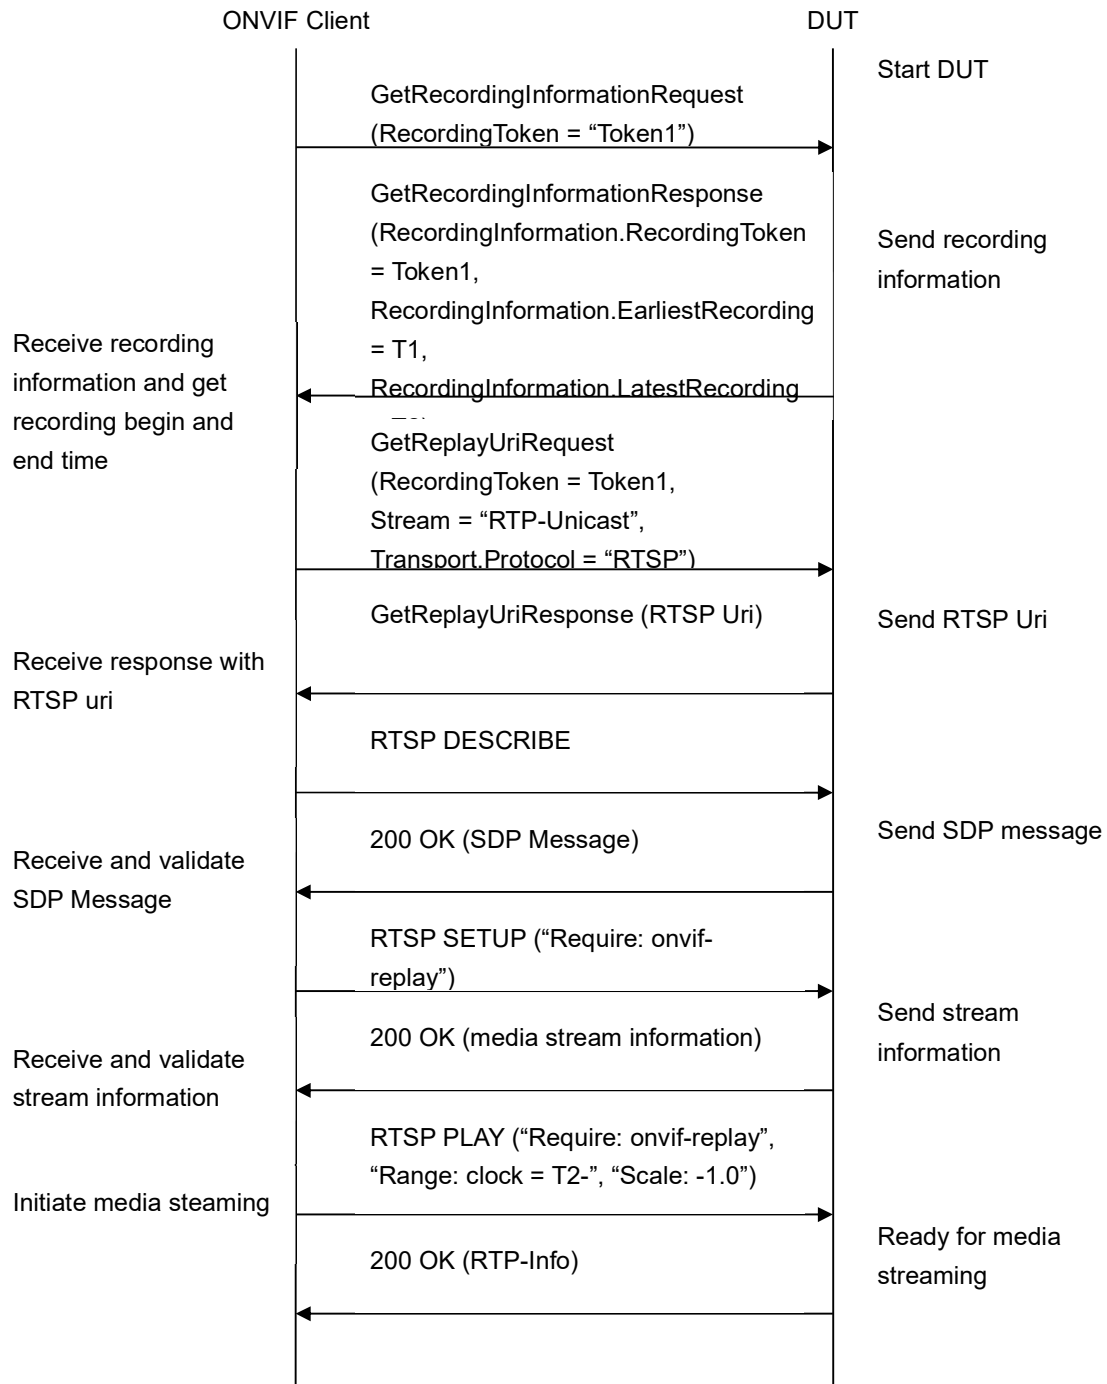 ONVIF Client
DUT
Start DUT
GetRecordingInformationRequest
(RecordingToken = “Token1”)
GetRecordingInformationResponse
(RecordingInformation.RecordingToken
= Token1,
RecordingInformation.EarliestRecording
= T1,
RecordingInformation.LatestRecording
Send recording
information
Receive recording
information and get
recording begin and
end time
GetReplayUriRequest
(RecordingToken = Token1,
Stream = “RTP-Unicast”,
Transport.Protocol = “RTSP”)
GetReplayUriResponse (RTSP Uri)
Send RTSP Uri
Receive response with
RTSP uri
RTSP DESCRIBE
200 OK (SDP Message)
Send SDP message
Receive and validate
SDP Message
RTSP SETUP (“Require: onvif-
replay”)
Send stream
information
200 OK (media stream information)
Receive and validate
stream information
RTSP PLAY (“Require: onvif-replay”,
“Range: clock = T2-”, “Scale: -1.0”)
Initiate media steaming
200 OK (RTP-Info)
Ready for media
streaming